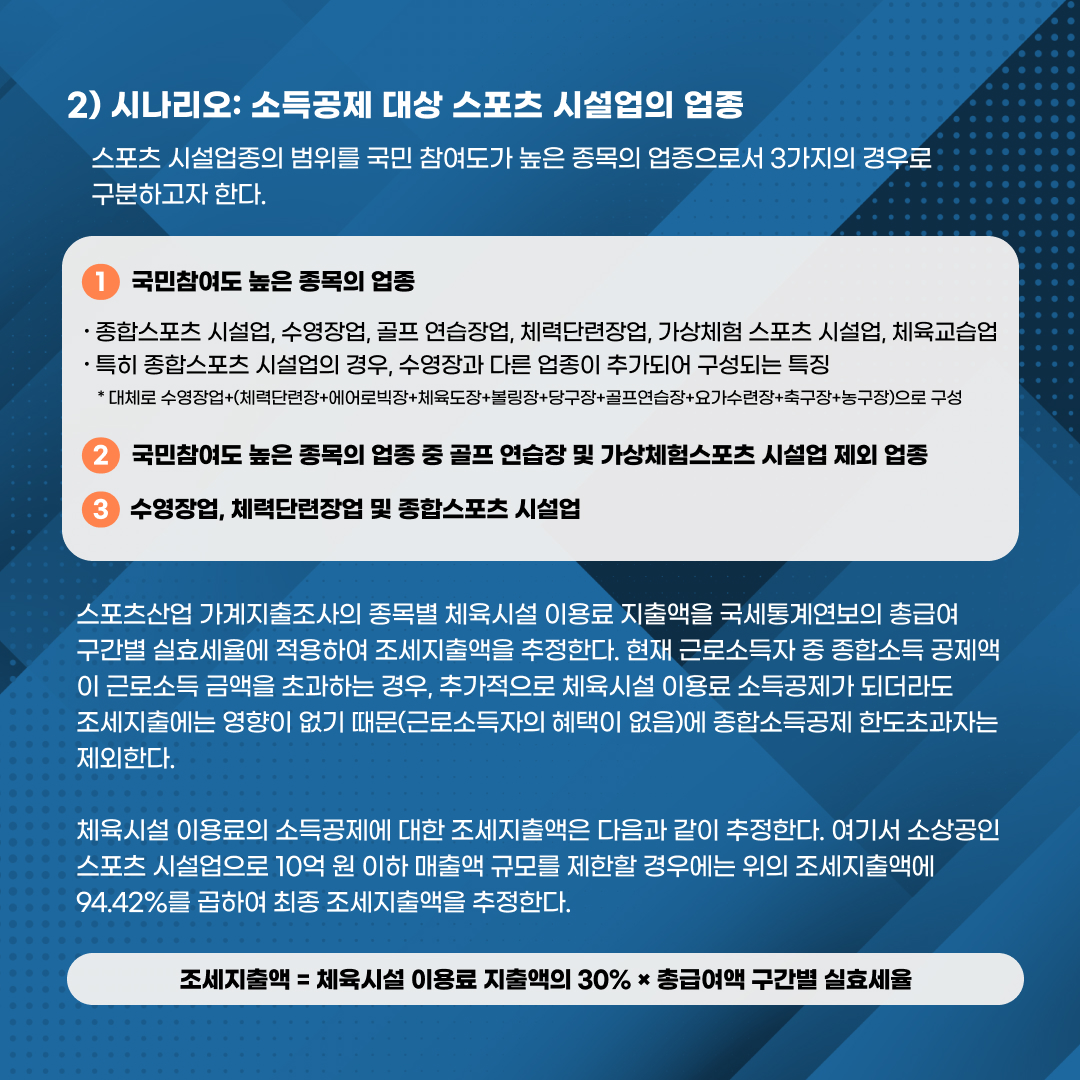 2) 시나리오: 소득공제 대상 스포츠 시설업의 업종
스포츠 시설업종의 범위를 국민 참여도가 높은 종목의 업종으로서 3가지의 경우로
구분하고자 한다.
1 국민참여도 높은 종목의 업종
· 종합스포츠 시설업, 수영장업, 골프 연습장업, 체력단련장업, 가상체험 스포츠 시설업, 체육교습업
· 특히 종합스포츠 시설업의 경우, 수영장과 다른 업종이 추가되어 구성되는 특징
* 대체로 수영장업+(체력단련장+에어로빅장+체육도장+볼링장+당구장+골프연습장+요가수련장+축구장+농구장)으로 구성
2 국민참여도 높은 종목의 업종 중 골프 연습장 및 가상체험스포츠 시설업 제외 업종
3 수영장업, 체력단련장업 및 종합스포츠 시설업
스포츠산업 가계지출조사의 종목별 체육시설 이용료 지출액을 국세통계연보의 총급여
구간별 실효세율에 적용하여 조세지출액을 추정한다. 현재 근로소득자 중 종합소득 공제액
이 근로소득 금액을 초과하는 경우, 추가적으로 체육시설 이용료 소득공제가 되더라도
조세지출에는 영향이 없기 때문(근로소득자의 혜택이 없음)에 종합소득공제 한도초과자는
제외한다.
체육시설 이용료의 소득공제에 대한 조세지출액은 다음과 같이 추정한다. 여기서 소상공인
스포츠 시설업으로 10억 원 이하 매출액 규모를 제한할 경우에는 위의 조세지출액에
94.42%를 곱하여 최종 조세지출액을 추정한다.
조세지출액 = 체육시설 이용료 지출액의 30% × 총급여액 구간별 실효세율